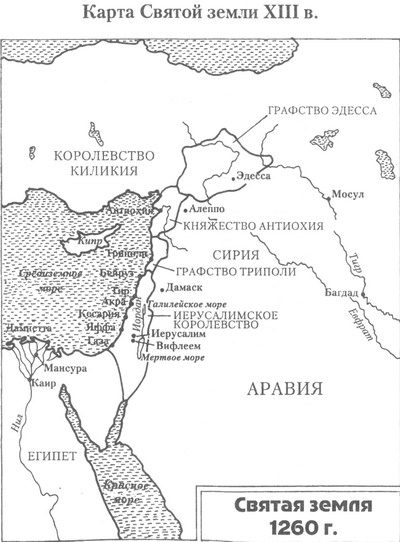 Карта Святой земли XIII в.
ГРАФСТВО ЭДЕССА
КОРОЛЕВСТВО
КИЛИКИЯ
Эдесса
Мосул
Антиохия
Алеппо
КНЯЖЕСТВО АНТИОХИЯ
Кипр
Триполи
СИРИЯ
Тигр
ГРАФСТВО ТРИПОЛИ
Средиземное
море
Бейрут
Дамаск
Багдад
Тир
Акра
Галилейское море
Евфрат
Кесария
Иордан
ИЕРУСАЛИМСКОЕ
КОРОЛЕВСТВО
Дамиетта
Яффа
Иерусалим
Газа
Вифлеем
Мертвое море
Мансура
Каир
АРАВИЯ
Нил
ЕГИПЕТ
Красное
море
Святая земля
1260 г.